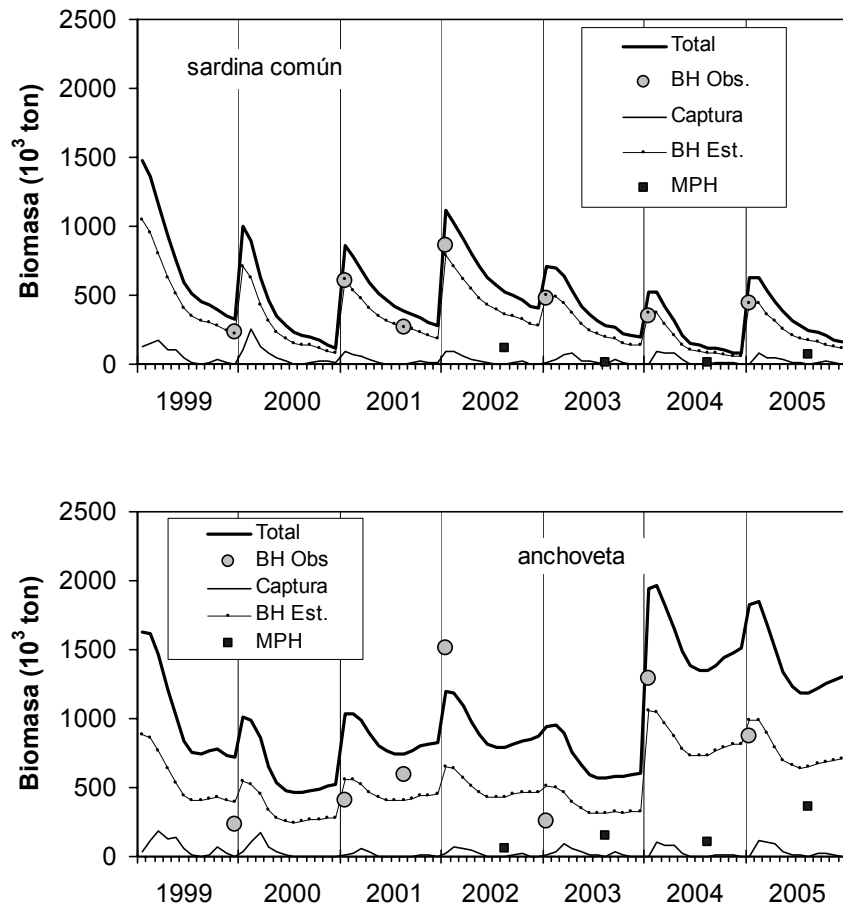 2500
2000
1500
1000
500
0
Biomasa (10³ ton)
sardina común
Total
BH Obs.
Captura
BH Est.
MPH
1999 2000 2001 2002 2003 2004 2005
2500
2000
1500
1000
500
0
Biomasa (10³ ton)
Total
BH Obs
Captura
BH Est.
MPH
anchoveta
1999 2000 2001 2002 2003 2004 2005